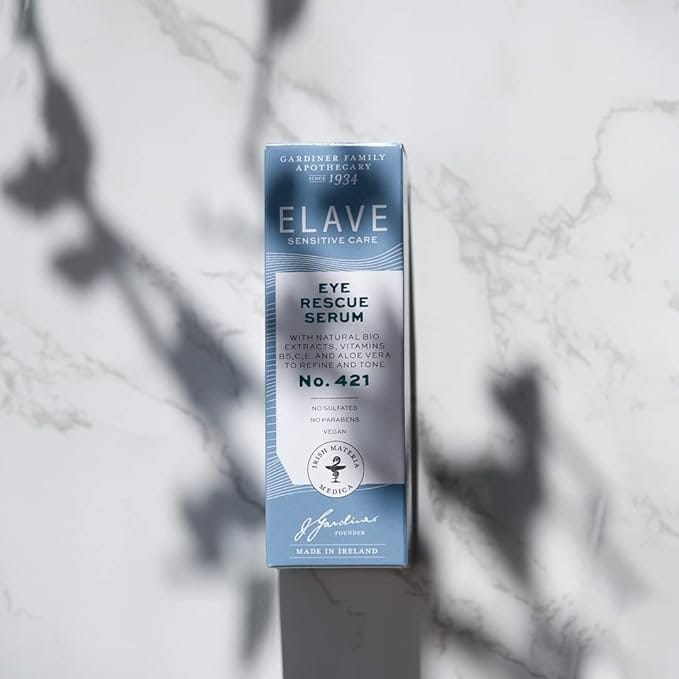 GARDINER FAMILY
APOTHECARY
SINCE 1934
ELAVE
SENSITIVE CARE
EYE
RESCUE
SERUM
WITH NATURAL BIO
EXTRACTS, VITAMINS
B5,C,E. AND ALOE VERA
TO REFINE AND TONE
No. 421
NO SULFATES
NO PARABENS
VEGAN
IRISH MATERIA
MEDICA
J Gardiner
FOUNDER
MADE IN IRELAND